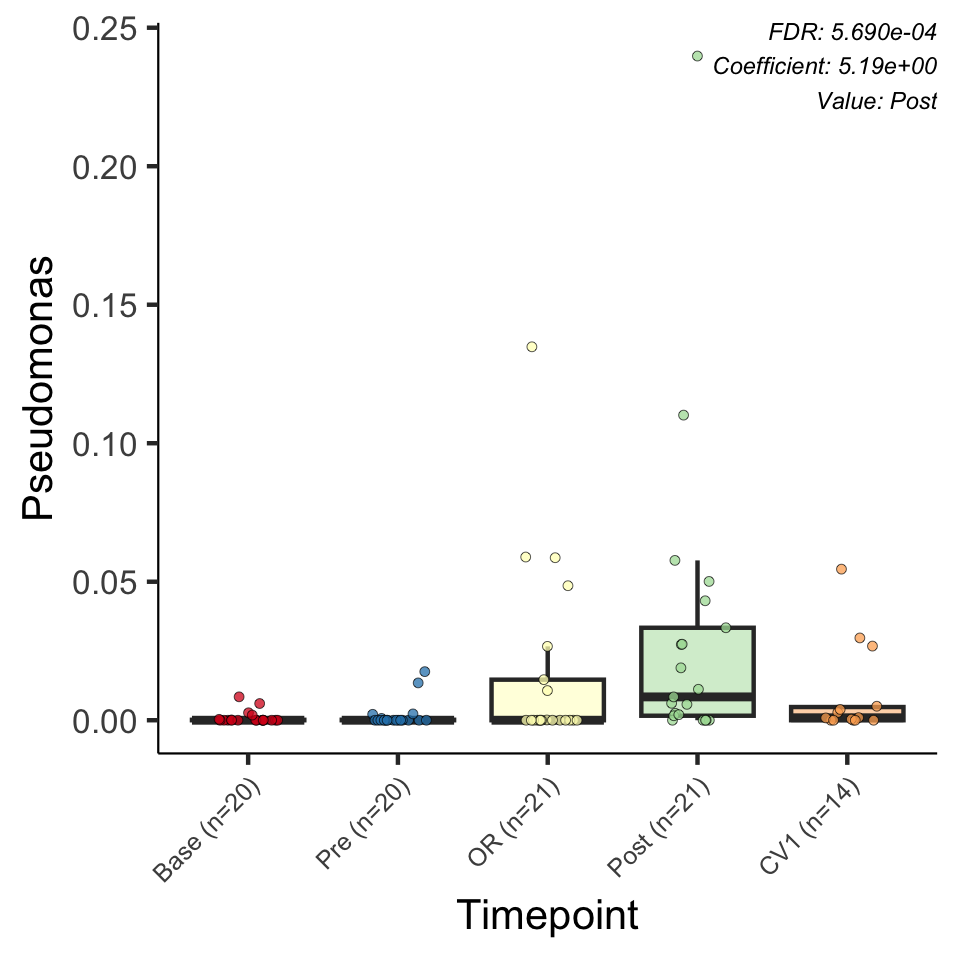 FDR: 5.690e-04
Coefficient: 5.19e+00
Value: Post
Pseudomonas
0.25
0.20
0.15
0.10
0.05
0.00
Base (n=20)
Pre (n=20)
OR (n=21)
Post (n=21)
CV1 (n=14)
Timepoint